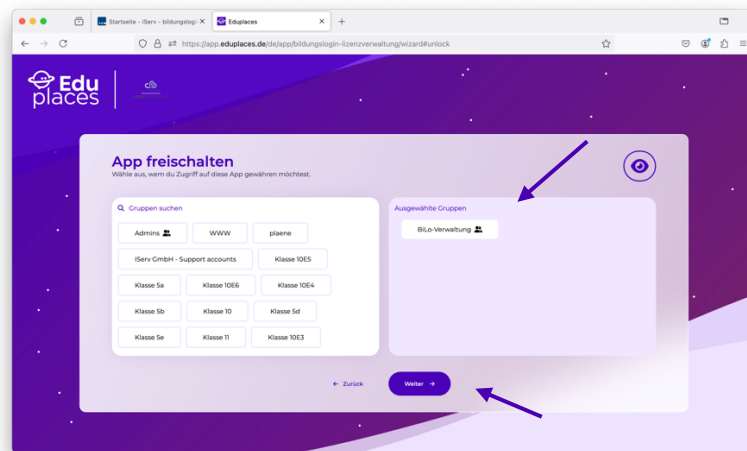 Startseite - IServ - bildungslog
Eduplaces
https://app.eduplaces.de/de/app/bildungslogin-lizenzverwaltung/wizard#unlock
Edu
places
App freischalten
Wähle aus, wem du Zugriff auf diese App gewähren möchtest.
Gruppen suchen
Admins
WWW
plaene
IServ GmbH - Support accounts
Klasse 10E5
Klasse 5a
Klasse 10E6
Klasse 10E4
Klasse 5b
Klasse 10
Klasse 5d
Klasse 5e
Klasse 11
Klasse 10E3
Ausgewählte Gruppen
BiLo-Verwaltung
← Zurück
Weiter →